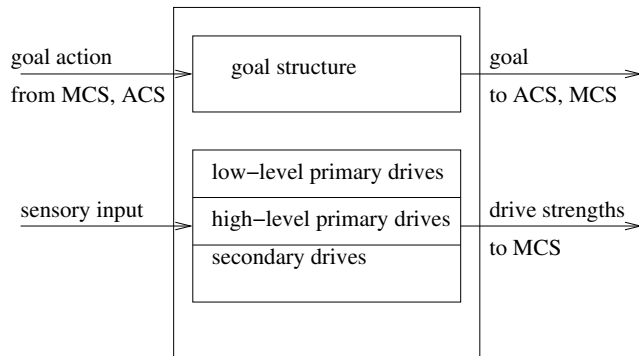 goal action
from MCS, ACS
goal structure
goal
to ACS, MCS
low-level primary drives
sensory input
high-level primary drives
drive strengths
to MCS
secondary drives